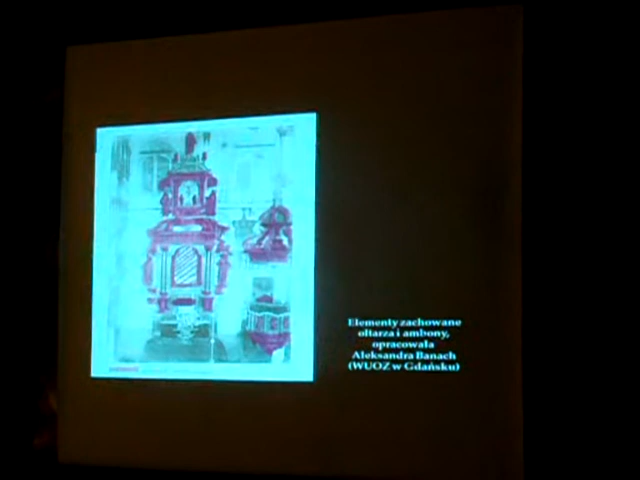 Elementy zachowane
ołtarza i ambony,
opracowała
Aleksandra Banach
(WUOZ w Gdańsku)